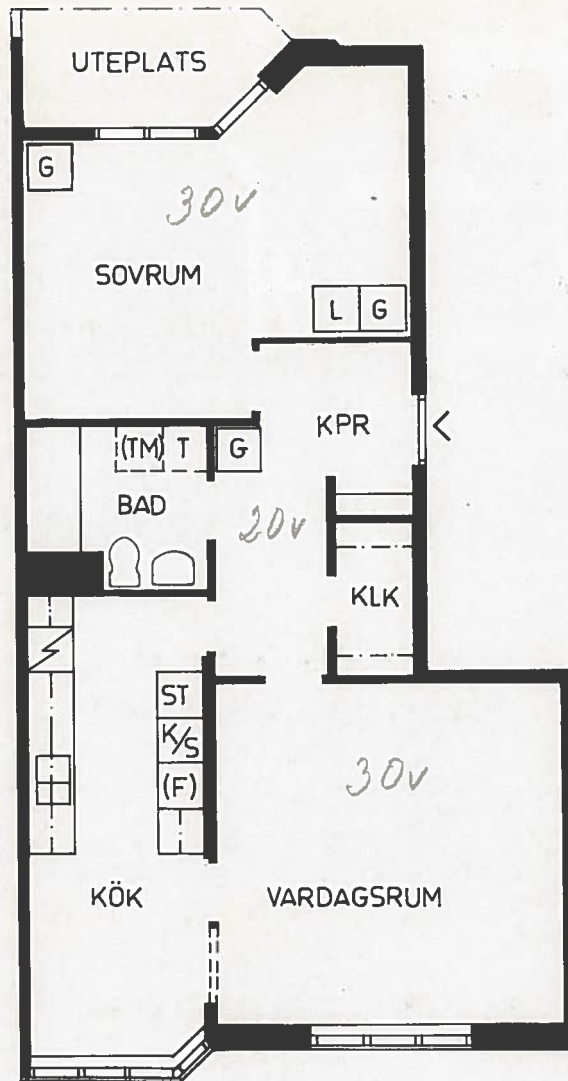 UTEPLATS
G
30v
SOVRUM
L G
KPR
<
(TM) T G
BAD
20v
KLK
ST
K/S
(F)
30v
KÖK
VARDAGSRUM